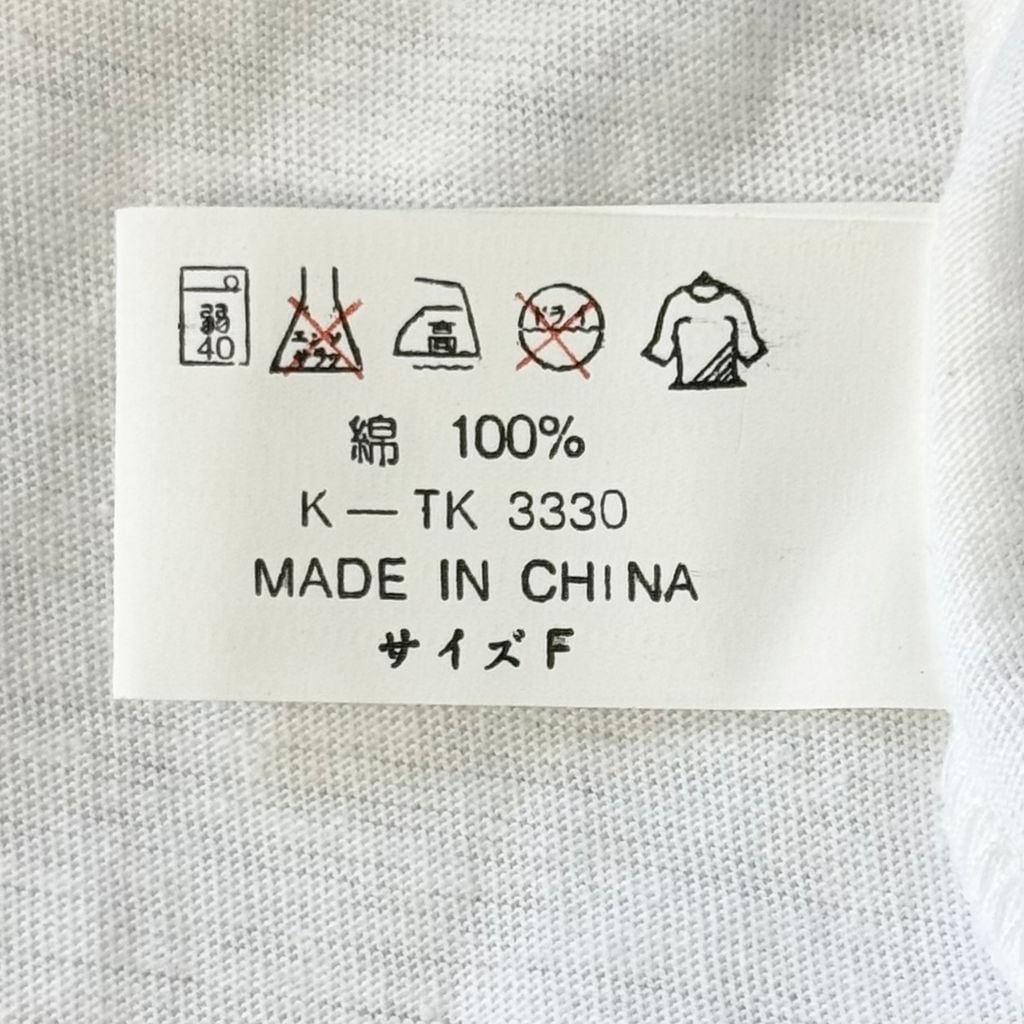 弱
40
エンソ
サラシ
高
ドライ
綿 100%
K — TK 3330
MADE IN CHINA
サイズ F